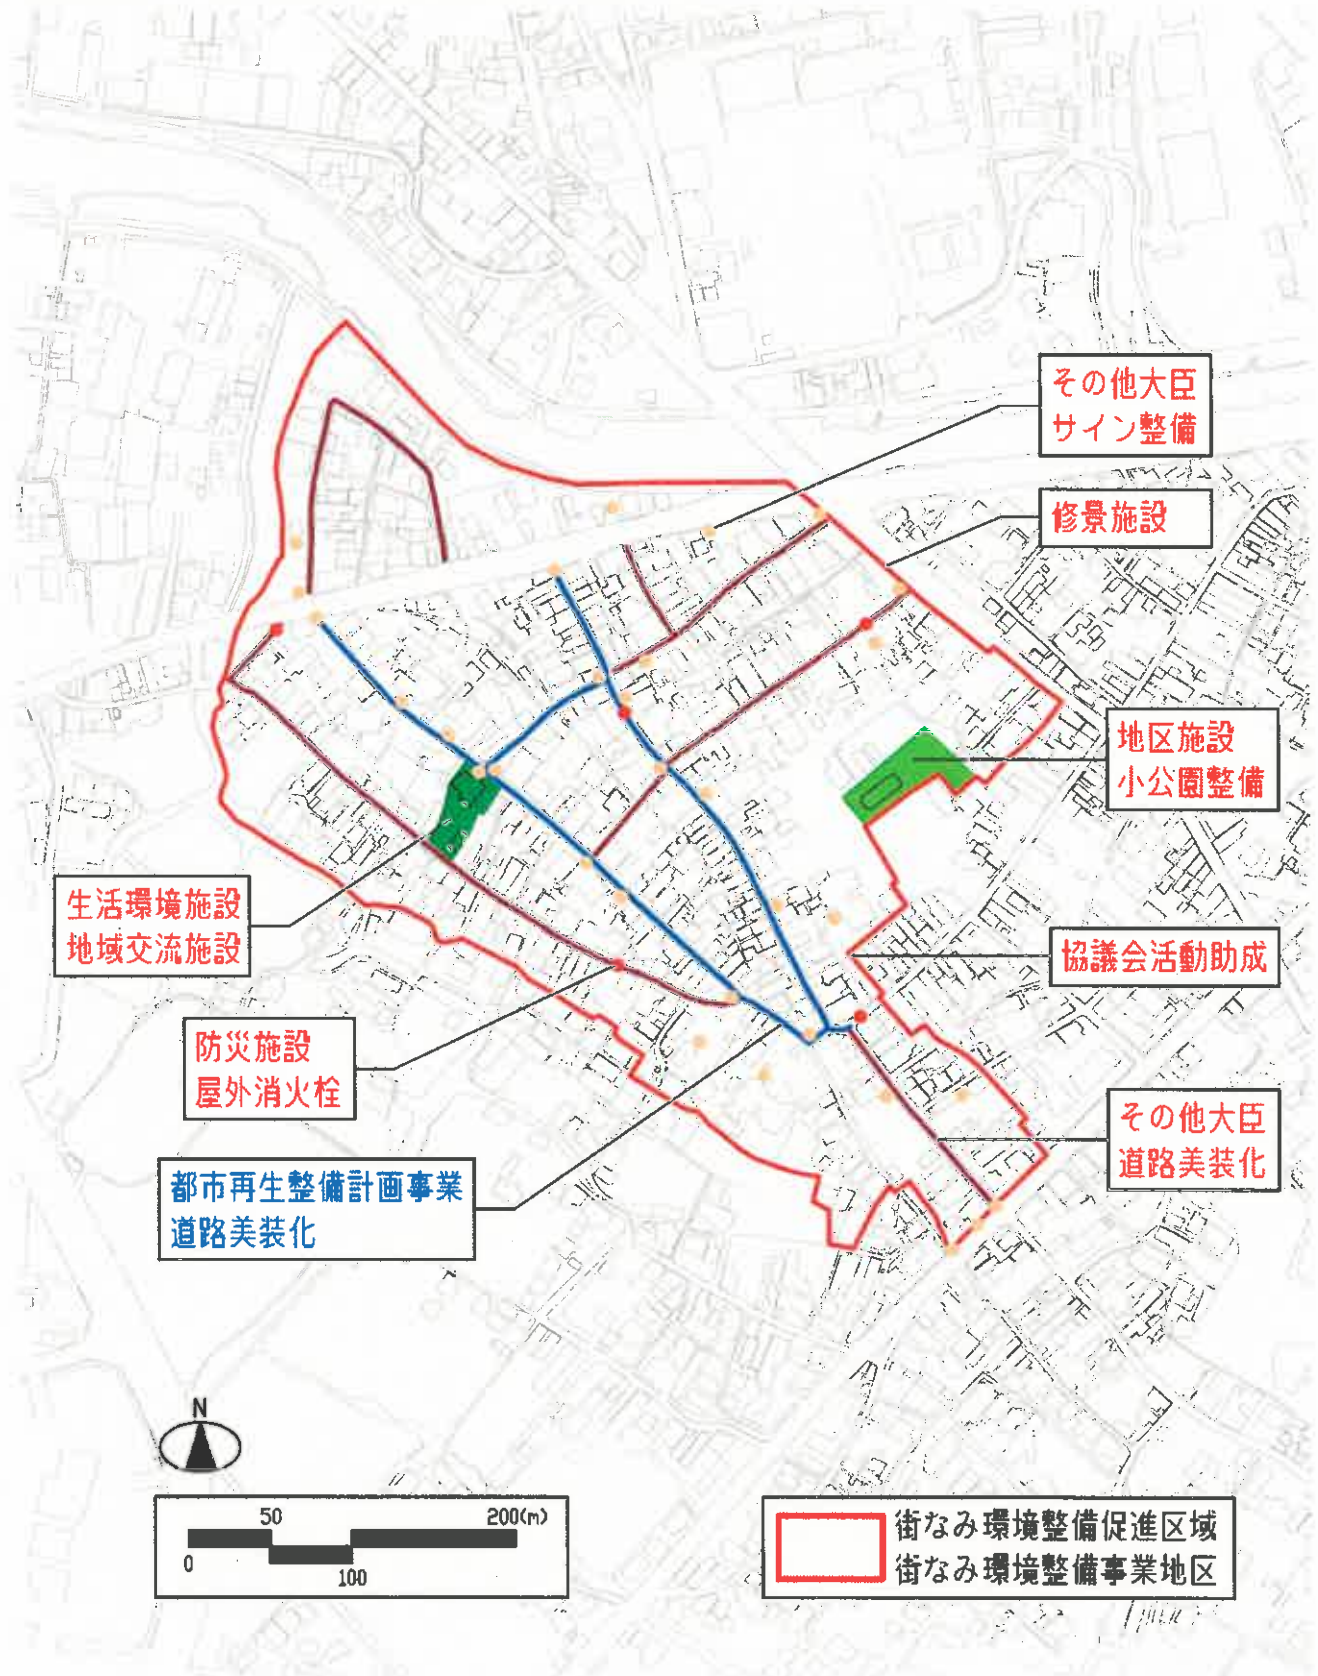 その他大臣
サイン整備
修景施設
地区施設
小公園整備
生活環境施設
地域交流施設
協議会活動助成
防災施設
屋外消火栓
その他大臣
道路美装化
都市再生整備計画事業
道路美装化
N
50
200(m)
0
100
街なみ環境整備促進区域
街なみ環境整備事業地区